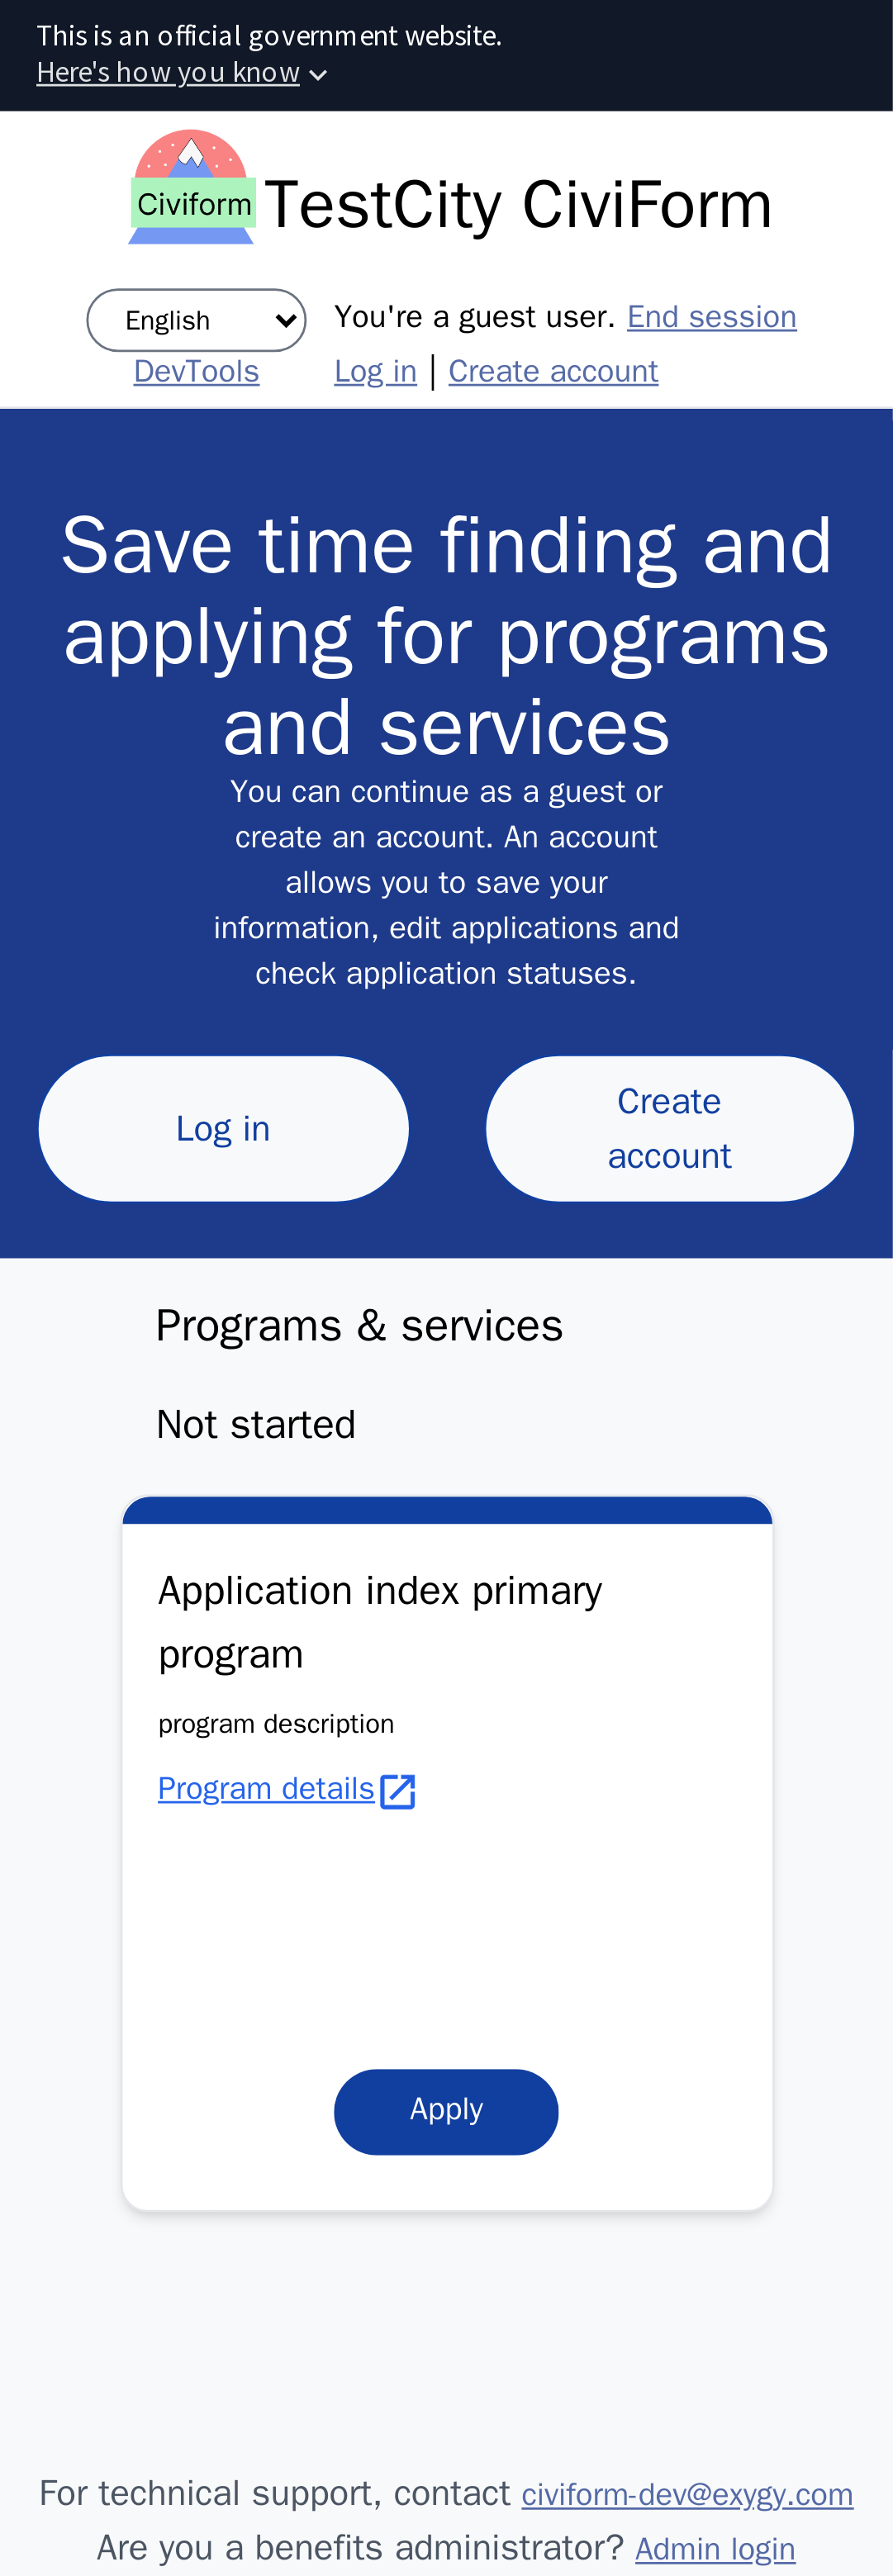 This is an official government website.
Here's how you know
Civiform
TestCity CiviForm
English
You're a guest user. End session
DevTools
Log in | Create account
Save time finding and
applying for programs
and services
You can continue as a guest or
create an account. An account
allows you to save your
information, edit applications and
check application statuses.
Log in
Create
account
Programs & services
Not started
Application index primary
program
program description
Program details
Apply
For technical support, contact civiform-dev@exygy.com
Are you a benefits administrator? Admin login